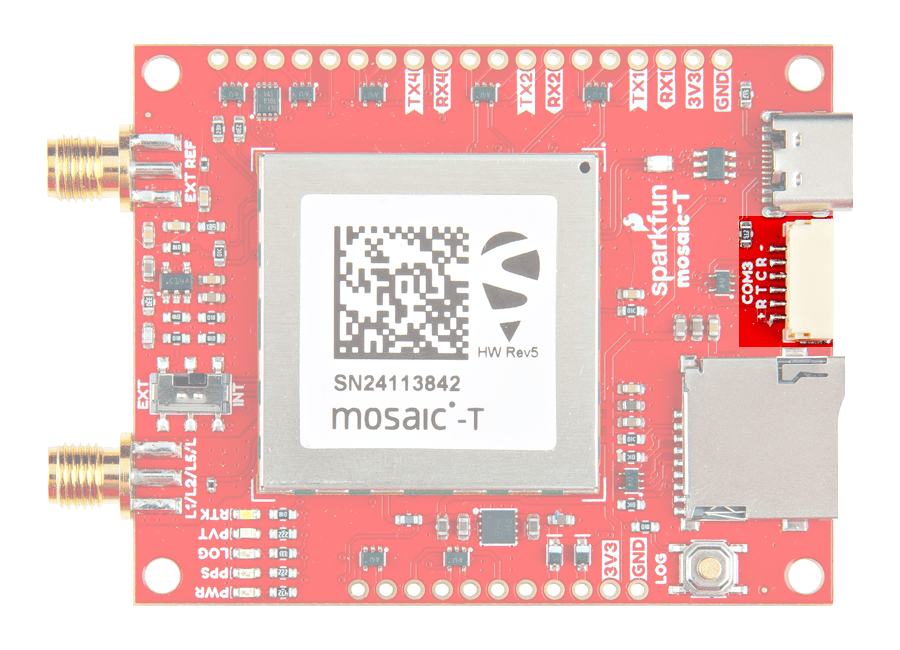 TX4
RX4
TX2
RX2
TX1
RX1
3V3
GND
EXT REF
sparkfun
mosaic-T
COM3
+RTCR-
HW Rev5
SN24113842
mosaic-T
EXT
INT
L1/L2/L5/L
RTK
PVT
LOG
PPS
PWR
3V3
GND
LOG